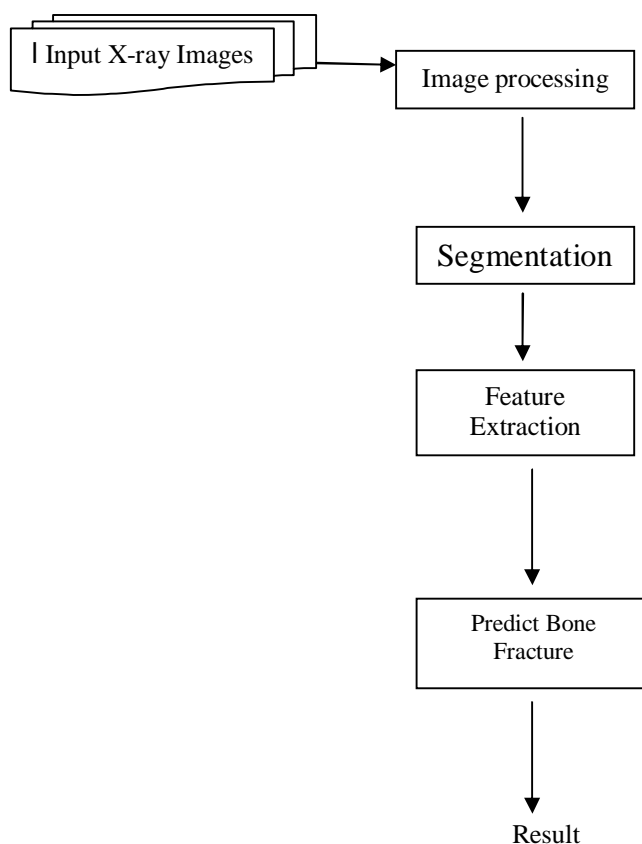 I Input X-ray Images
Image processing
Segmentation
Feature
Extraction
Predict Bone
Fracture
Result